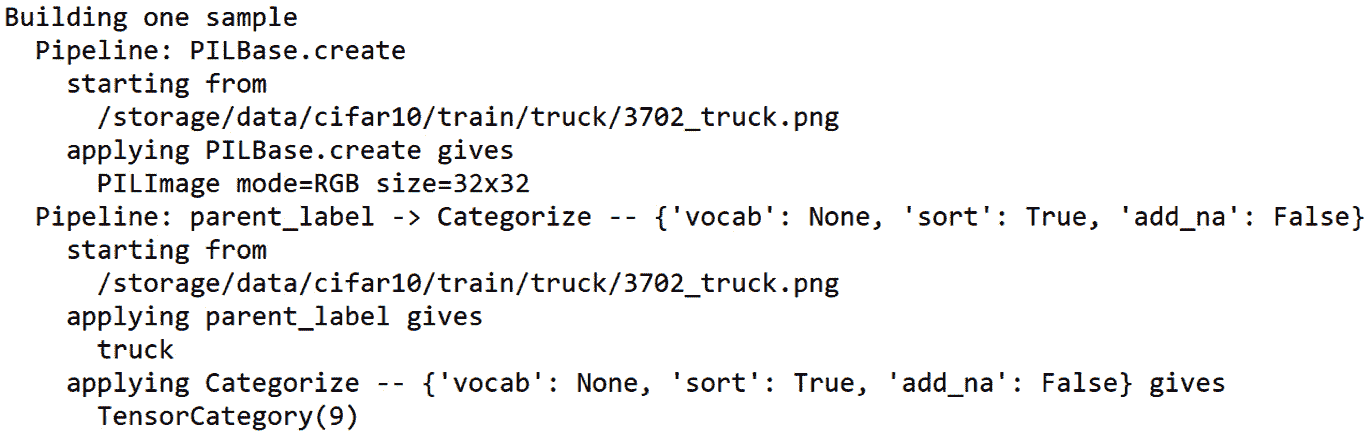 Building one sample
  Pipeline: PILBase.create
    starting from
      /storage/data/cifar10/train/truck/3702_truck.png
    applying PILBase.create gives
      PILImage mode=RGB size=32x32
  Pipeline: parent_label -> Categorize -- {'vocab': None, 'sort': True, 'add_na': False}
    starting from
      /storage/data/cifar10/train/truck/3702_truck.png
    applying parent_label gives
      truck
    applying Categorize -- {'vocab': None, 'sort': True, 'add_na': False} gives
      TensorCategory(9)